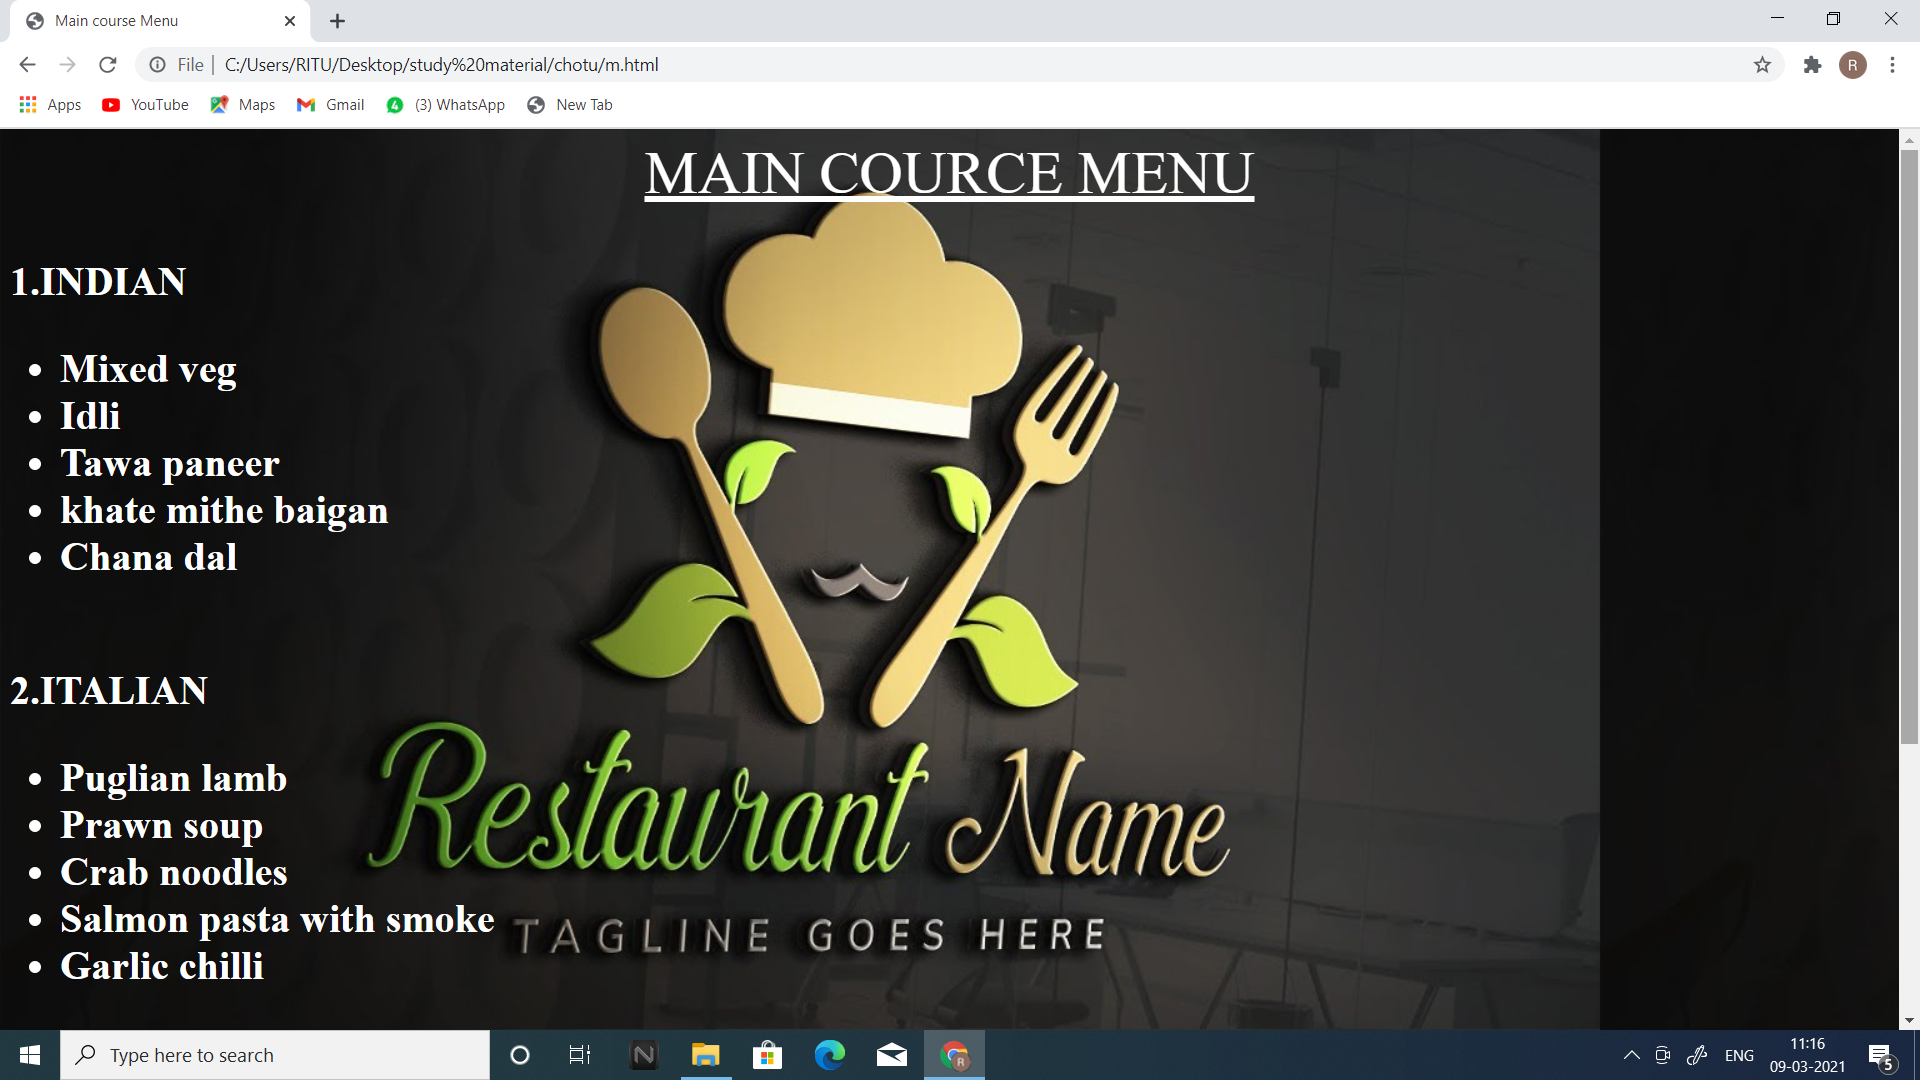 Main course Menu
File | C:/Users/RITU/Desktop/study%20material/chotu/m.html
R
Apps YouTube Maps Gmail 4 (3) WhatsApp New Tab
MAIN COURCE MENU
1.INDIAN
• Mixed veg
• Idli
• Tawa paneer
• khate mithe baigan
• Chana dal
2.ITALIAN
• Puglian lamb
• Prawn soup
• Crab noodles
• Salmon pasta with smoke
• Garlic chilli
Restaurant Name
TAGLINE GOES HERE
Type here to search
N
R
ENG
11:16
09-03-2021
5